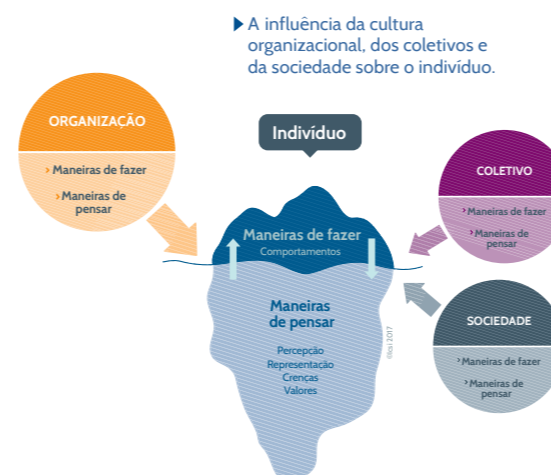 ▶ A influência da cultura
organizacional, dos coletivos e
da sociedade sobre o indivíduo.
ORGANIZAÇÃO
› Maneiras de fazer
› Maneiras de
pensar
Indivíduo
Maneiras de fazer
Comportamentos
Maneiras
de pensar
Percepção
Representação
Crenças
Valores
COLETIVO
› Maneiras de fazer
› Maneiras de
pensar
SOCIEDADE
› Maneiras de fazer
› Maneiras de
pensar